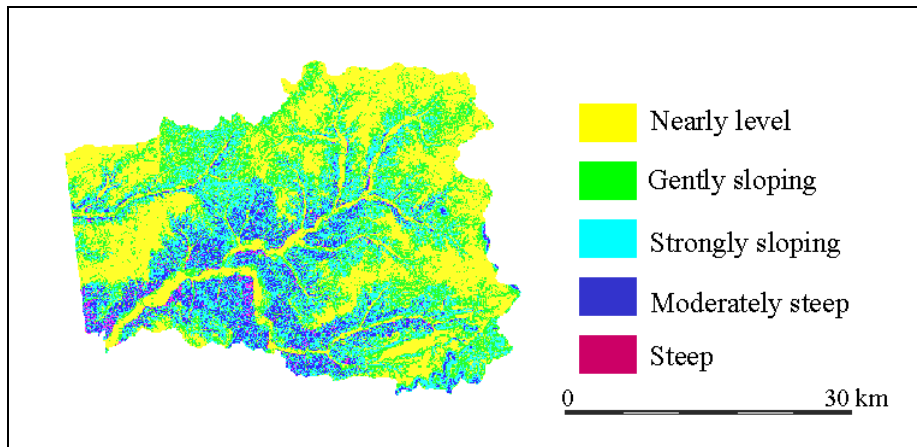 Nearly level
Gently sloping
Strongly sloping
Moderately steep
Steep
0 30 km